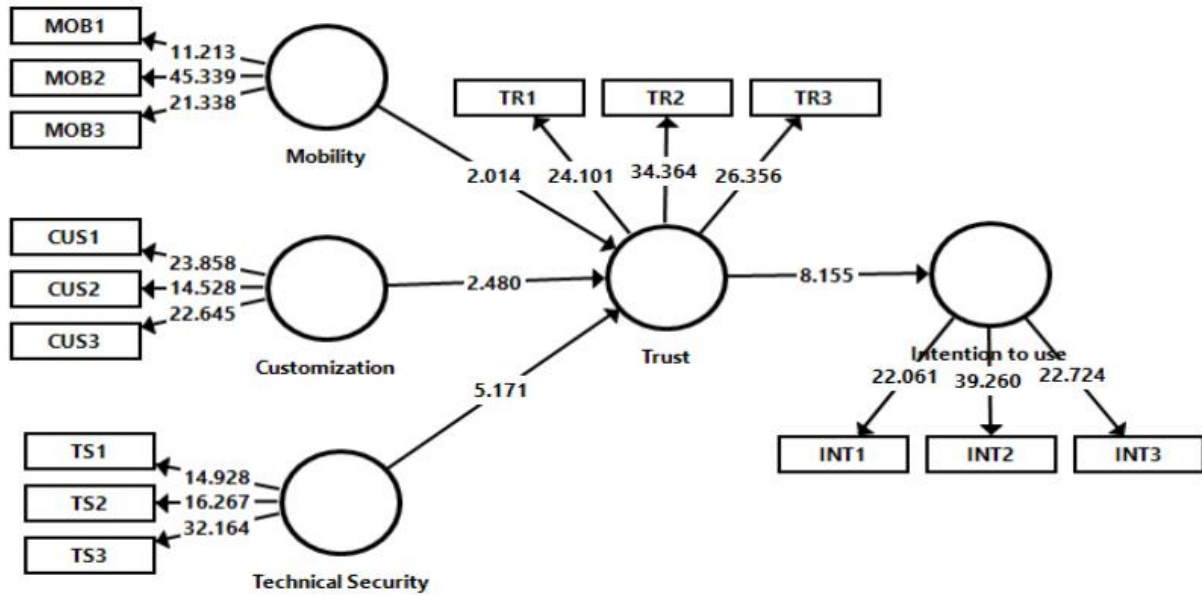 MOB1
11.213
MOB2
45.339
21.338
MOB3
Mobility
2.014
TR1
TR2
TR3
24.101
34.364
26.356
CUS1
23.858
CUS2
14.528
22.645
CUS3
Customization
2.480
Trust
8.155
Intention to use
22.061
39.260
22.724
INT1
INT2
INT3
5.171
TS1
14.928
TS2
16.267
32.164
TS3
Technical Security